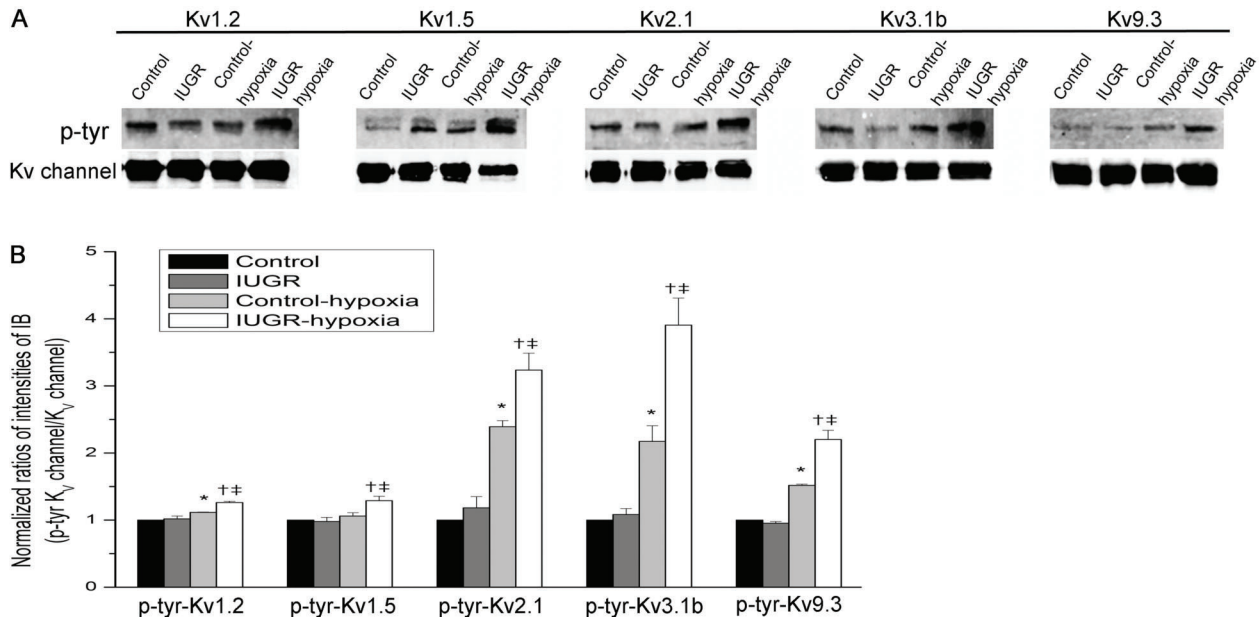 A
Kv1.2 Kv1.5 Kv2.1 Kv3.1b Kv9.3
Control IUGR Control-hypoxia IUGR hypoxia Control IUGR Control-hypoxia IUGR hypoxia Control IUGR Control-hypoxia IUGR hypoxia Control IUGR Control-hypoxia IUGR hypoxia Control IUGR Control-hypoxia IUGR hypoxia
p-tyr
Kv channel
B
Normalized ratios of intensities of IB
(p-tyr KV channel/KV channel)
5
4
3
2
1
0
Control
IUGR
Control-hypoxia
IUGR-hypoxia
* †‡
†‡
* †‡
* †‡
* †‡
p-tyr-Kv1.2 p-tyr-Kv1.5 p-tyr-Kv2.1 p-tyr-Kv3.1b p-tyr-Kv9.3